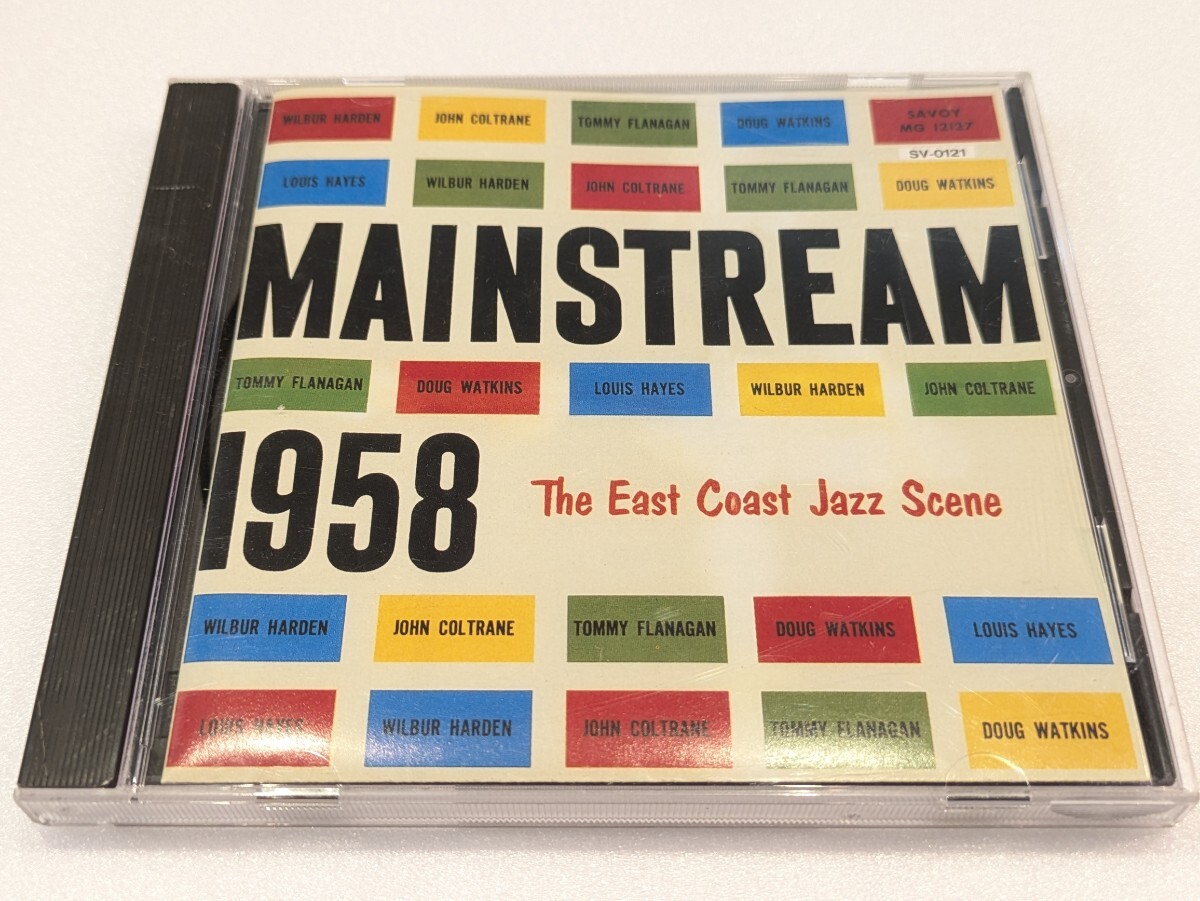 WILBUR HARDEN JOHN COLTRANE TOMMY FLANAGAN DOUG WATKINS SAVOY
MG 12127
SV-0121
LOUIS HAYES WILBUR HARDEN JOHN COLTRANE TOMMY FLANAGAN DOUG WATKINS
MAINSTREAM
TOMMY FLANAGAN DOUG WATKINS LOUIS HAYES WILBUR HARDEN JOHN COLTRANE
1958 The East Coast Jazz Scene
WILBUR HARDEN JOHN COLTRANE TOMMY FLANAGAN DOUG WATKINS LOUIS HAYES
LOUIS HAYES WILBUR HARDEN JOHN COLTRANE TOMMY FLANAGAN DOUG WATKINS